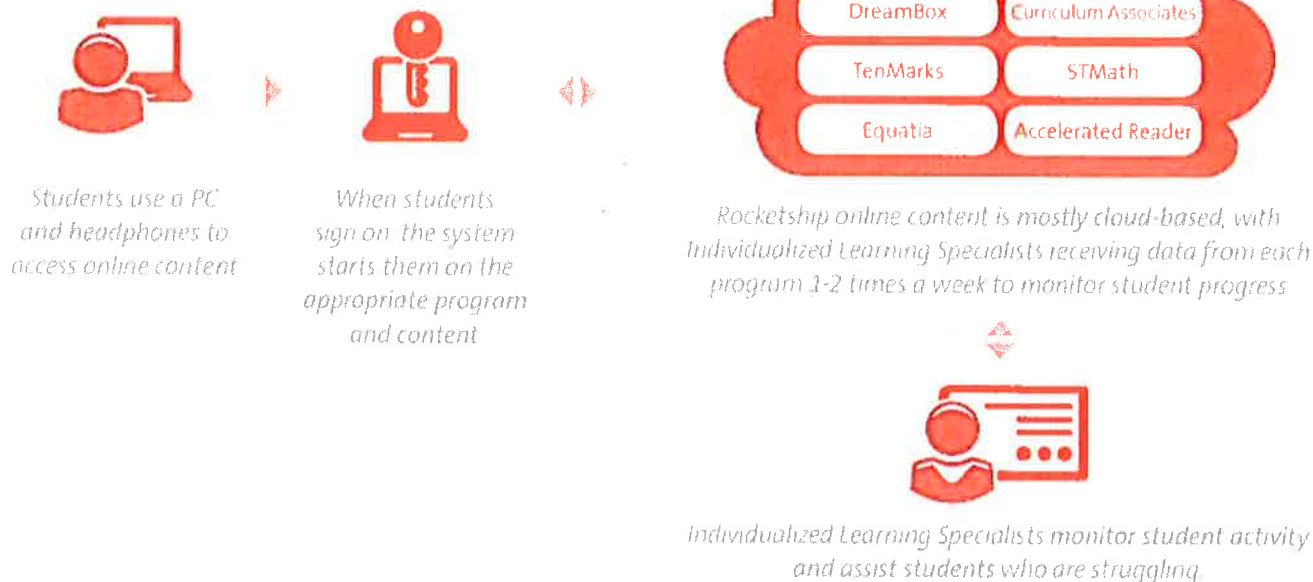 DreamBox
Curriculum Associates
TenMarks
STMath
Equatia
Accelerated Reader
Students use a PC
and headphones to
access online content
When students
sign on the system
starts them on the
appropriate program
and content
Rocketship online content is mostly cloud-based, with
Individualized Learning Specialists receiving data from each
program 1-2 times a week to monitor student progress
Individualized Learning Specialists monitor student activity
and assist students who are struggling.